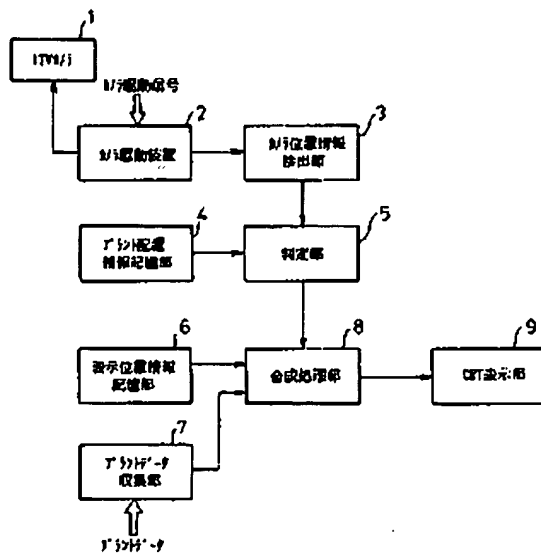 1
ITVカメラ
カメラ駆動信号
2
カメラ駆動装置
3
カメラ位置情報
検出部
4
プラント配置
情報記憶部
5
判定部
6
表示位置情報
記憶部
7
プラントデータ
収集部
プラントデータ
8
合成処理部
9
CRT表示部